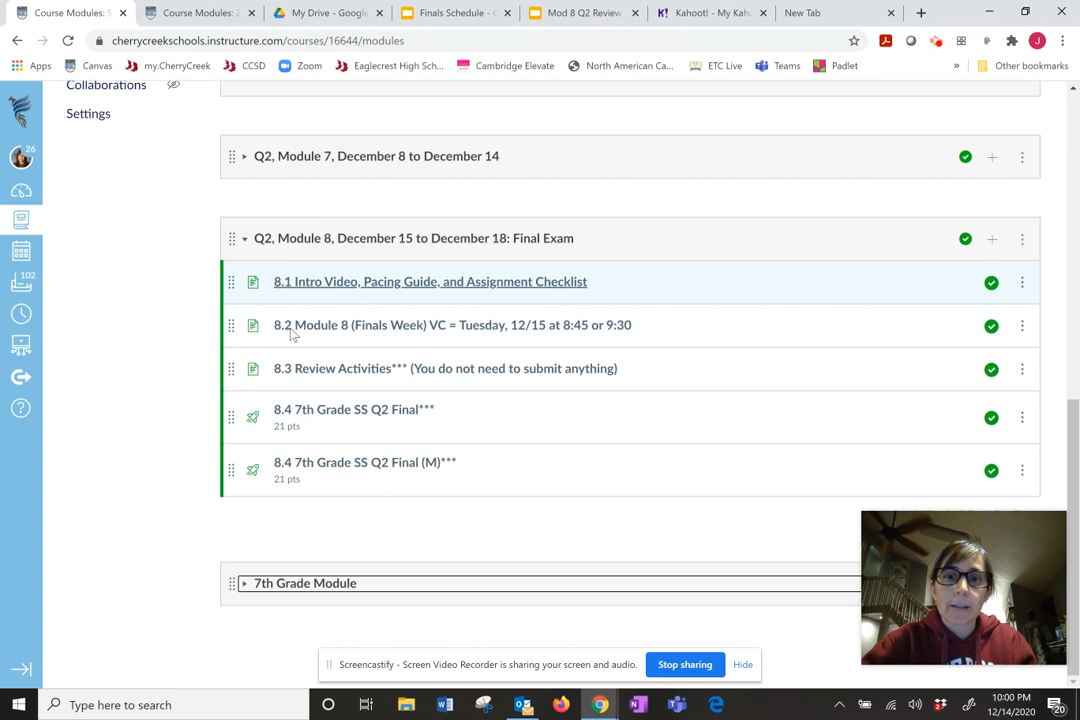 Course Modules: S
Course Modules: 2
My Drive - Google
Finals Schedule - G
Mod 8 Q2 Review
K! Kahoot! - My Kah
New Tab
cherrycreekschools.instructure.com/courses/16644/modules
J
Apps
Canvas
my.CherryCreek
CCSD
Zoom
Eaglecrest High Sch...
Cambridge Elevate
North American Ca...
ETC Live
Teams
Padlet
»
Other bookmarks
Collaborations
Settings
26
102
Q2, Module 7, December 8 to December 14
Q2, Module 8, December 15 to December 18: Final Exam
8.1 Intro Video, Pacing Guide, and Assignment Checklist
8.2 Module 8 (Finals Week) VC = Tuesday, 12/15 at 8:45 or 9:30
8.3 Review Activities*** (You do not need to submit anything)
8.4 7th Grade SS Q2 Final***
21 pts
8.4 7th Grade SS Q2 Final (M)***
21 pts
7th Grade Module
Screencastify - Screen Video Recorder is sharing your screen and audio.
Stop sharing
Hide
Type here to search
10:00 PM
12/14/2020
20